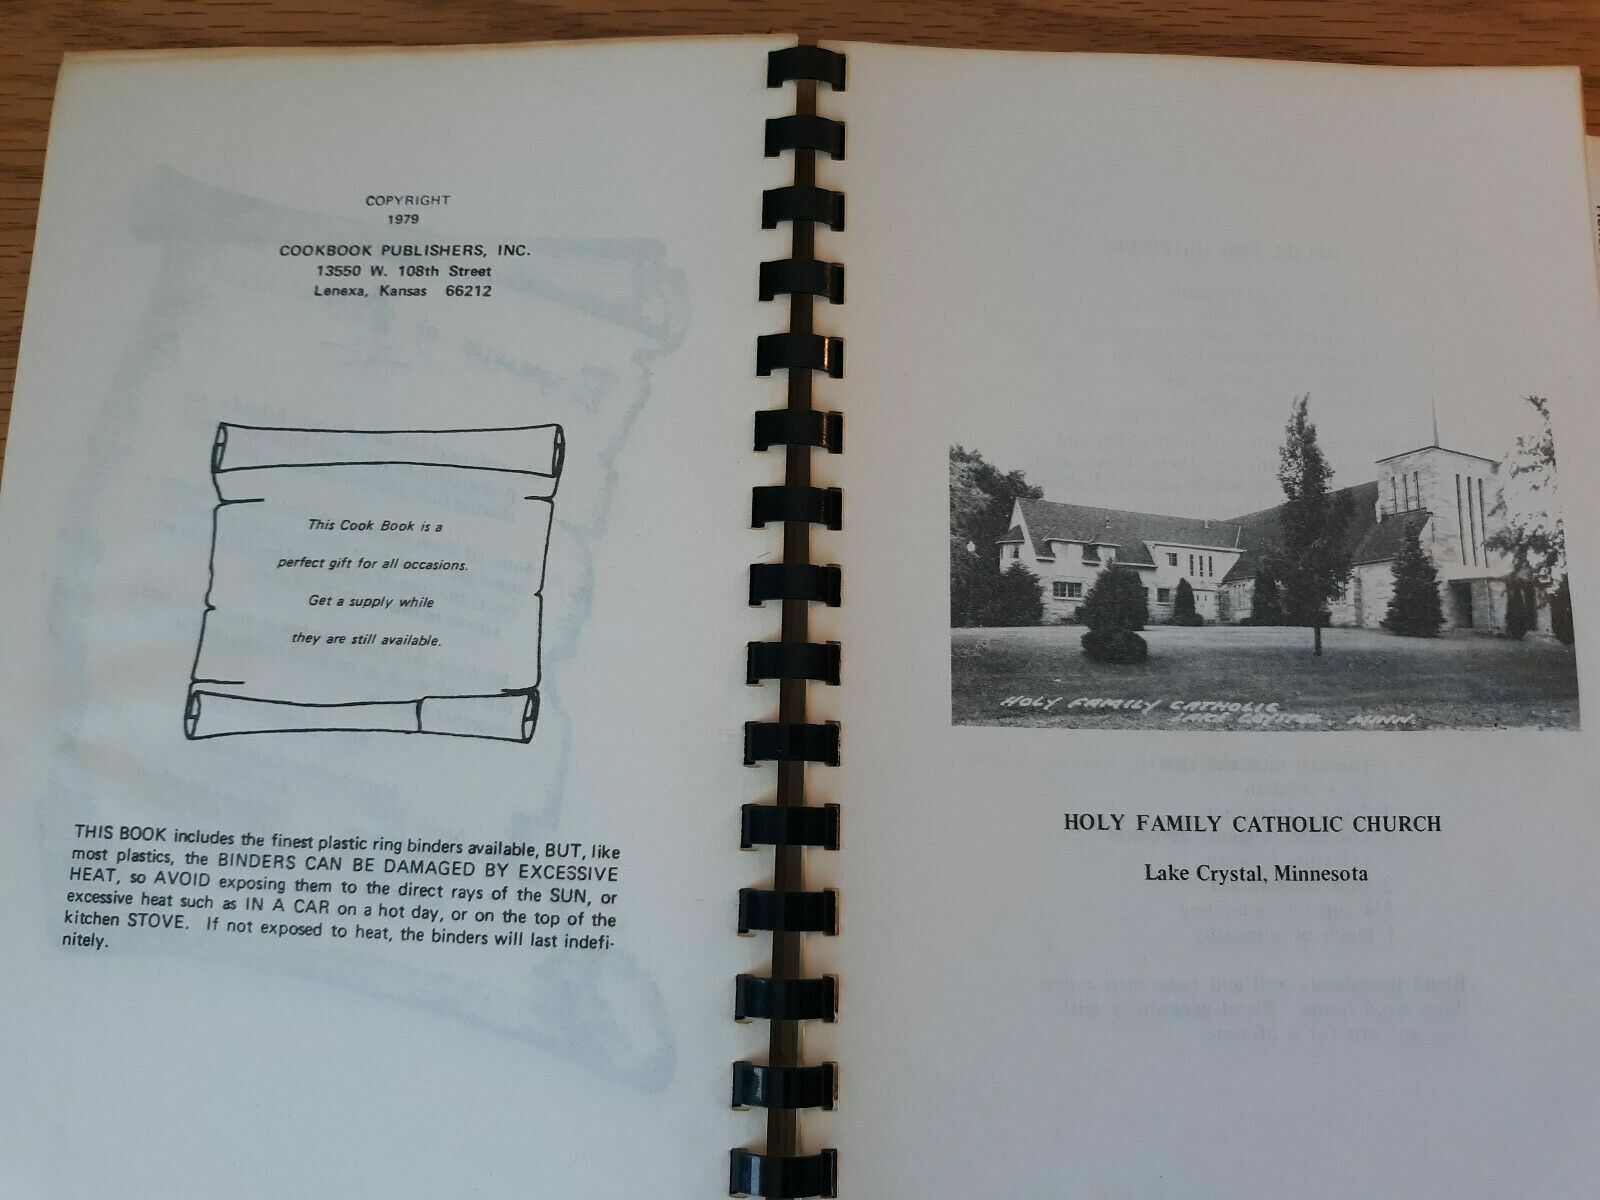 COPYRIGHT
1979
COOKBOOK PUBLISHERS, INC.
13550 W. 108th Street
Lenexa, Kansas 66212
This Cook Book is a
perfect gift for all occasions.
Get a supply while
they are still available.
THIS BOOK includes the finest plastic ring binders available, BUT, like
most plastics, the BINDERS CAN BE DAMAGED BY EXCESSIVE
HEAT, so AVOID exposing them to the direct rays of the SUN, or
excessive heat such as IN A CAR on a hot day, or on the top of the
kitchen STOVE. If not exposed to heat, the binders will last indefi-
nitely.
HOLY FAMILY CATHOLIC
LAKE CRYSTAL, MINN.
HOLY FAMILY CATHOLIC CHURCH
Lake Crystal, Minnesota